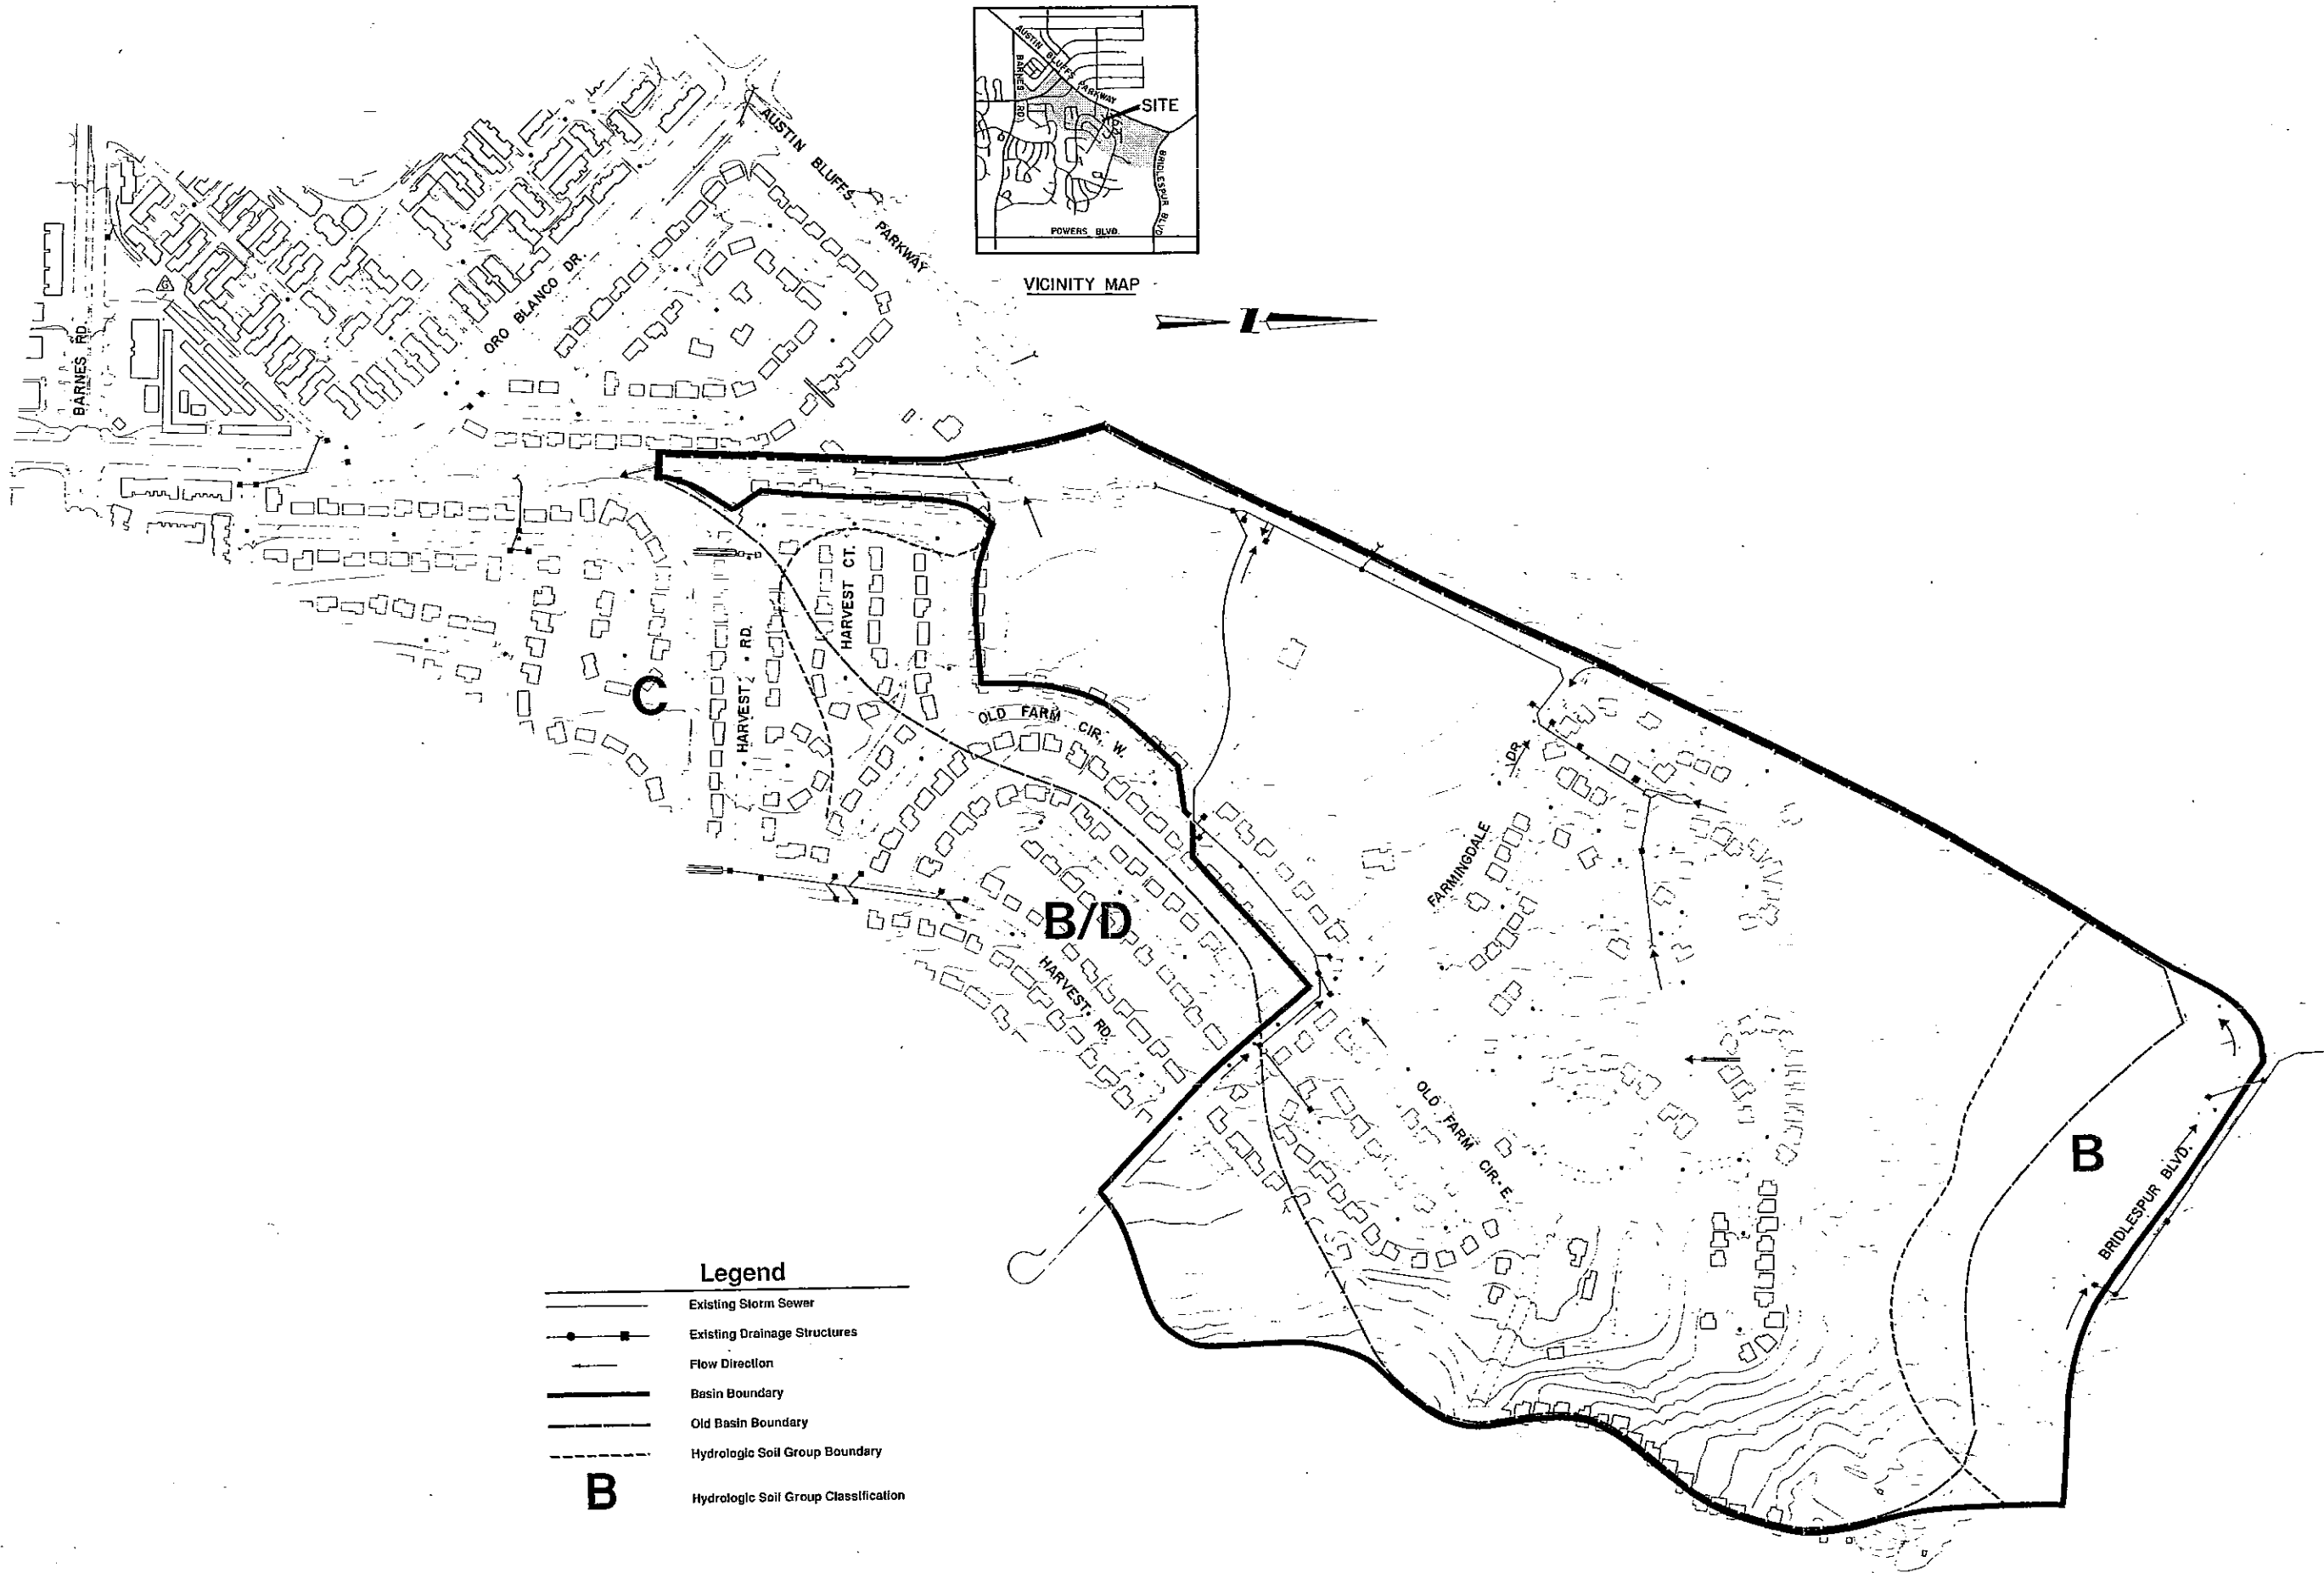 AUSTIN BLUFFS PARKWAY
BARNES RD.
SITE
BRIDLESPUR BLVD
POWERS BLVD.
VICINITY MAP
Z
AUSTIN BLUFFS PARKWAY
ORO BLANCO DR.
BARNES RD.
G
HARVEST CT.
HARVEST RD.
C
OLD FARM CIR. W.
DR.
FARMINGDALE
B/D
HARVEST RD.
OLD FARM CIR. E.
B
BRIDLESPUR BLVD.
Legend
Existing Storm Sewer
Existing Drainage Structures
Flow Direction
Basin Boundary
Old Basin Boundary
Hydrologic Soil Group Boundary
B
Hydrologic Soil Group Classification